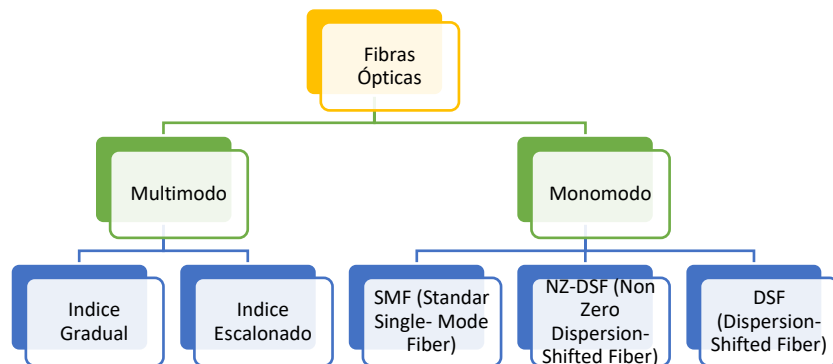 Fibras
Ópticas
Multimodo
Monomodo
Indice
Gradual
Indice
Escalonado
SMF (Standar
Single- Mode
Fiber)
NZ-DSF (Non
Zero
Dispersion-
Shifted Fiber)
DSF
(Dispersion-
Shifted Fiber)